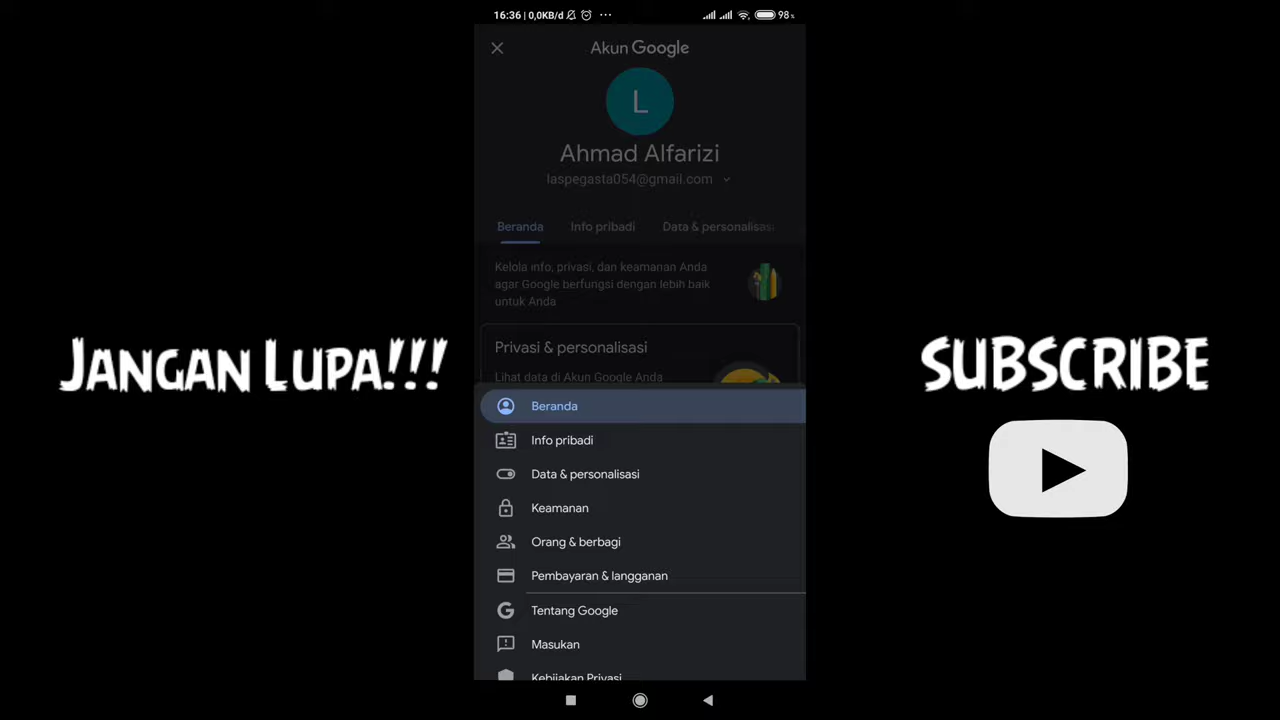 16:36 | 0,0KB/d ... 98%
Akun Google
L
Ahmad Alfarizi
laspegasta054@gmail.com
Beranda Info pribadi Data & personalisasi
Kelola info, privasi, dan keamanan Anda
agar Google berfungsi dengan lebih baik
untuk Anda
Privasi & personalisasi
Lihat data di Akun Google Anda
Beranda
Info pribadi
Data & personalisasi
Keamanan
Orang & berbagi
Pembayaran & langganan
G Tentang Google
Masukan
Kebijakan Privasi
Jangan Lupa!!!
SUBSCRIBE